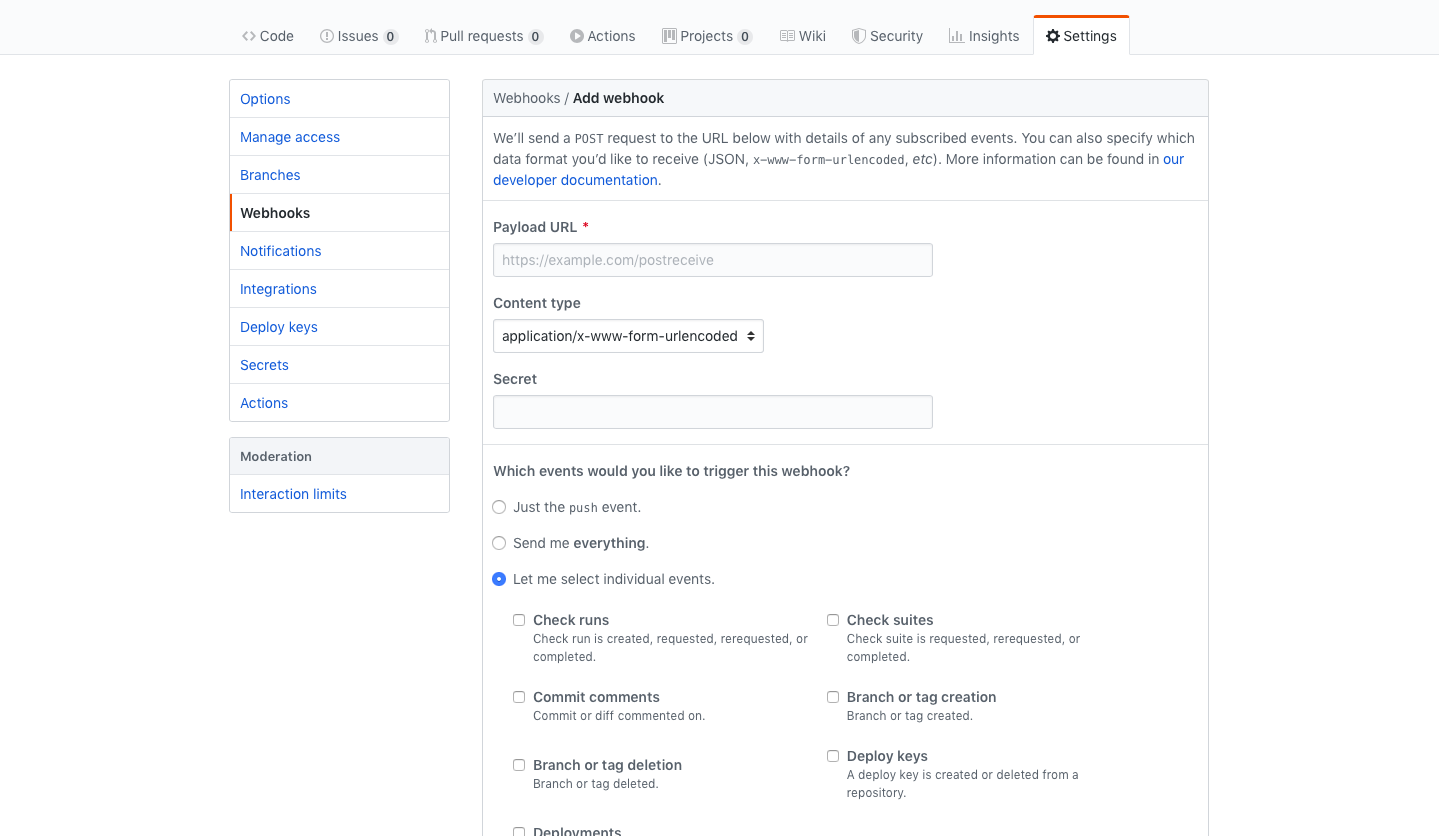 Code Issues 0 Pull requests 0 Actions Projects 0 Wiki Security Insights Settings
Options
Manage access
Branches
Webhooks
Notifications
Integrations
Deploy keys
Secrets
Actions
Moderation
Interaction limits
Webhooks / Add webhook
We’ll send a POST request to the URL below with details of any subscribed events. You can also specify which
data format you’d like to receive (JSON, x-www-form-urlencoded, etc). More information can be found in our
developer documentation.
Payload URL *
https://example.com/postreceive
Content type
application/x-www-form-urlencoded
Secret
Which events would you like to trigger this webhook?
Just the push event.
Send me everything.
Let me select individual events.
Check runs
Check run is created, requested, rerequested, or
completed.
Check suites
Check suite is requested, rerequested, or
completed.
Commit comments
Commit or diff commented on.
Branch or tag creation
Branch or tag created.
Branch or tag deletion
Branch or tag deleted.
Deploy keys
A deploy key is created or deleted from a
repository.
Deployments